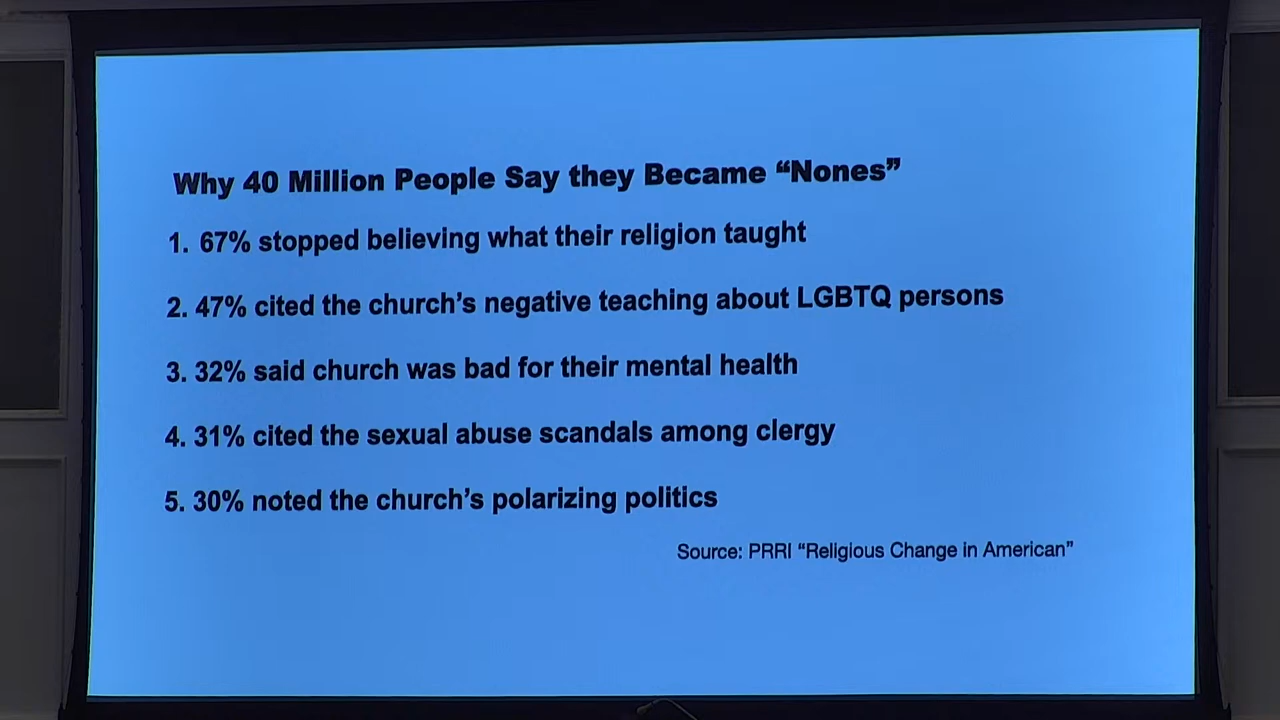 Why 40 Million People Say they Became “Nones”
1. 67% stopped believing what their religion taught
2. 47% cited the church’s negative teaching about LGBTQ persons
3. 32% said church was bad for their mental health
4. 31% cited the sexual abuse scandals among clergy
5. 30% noted the church’s polarizing politics
Source: PRRI “Religious Change in American”